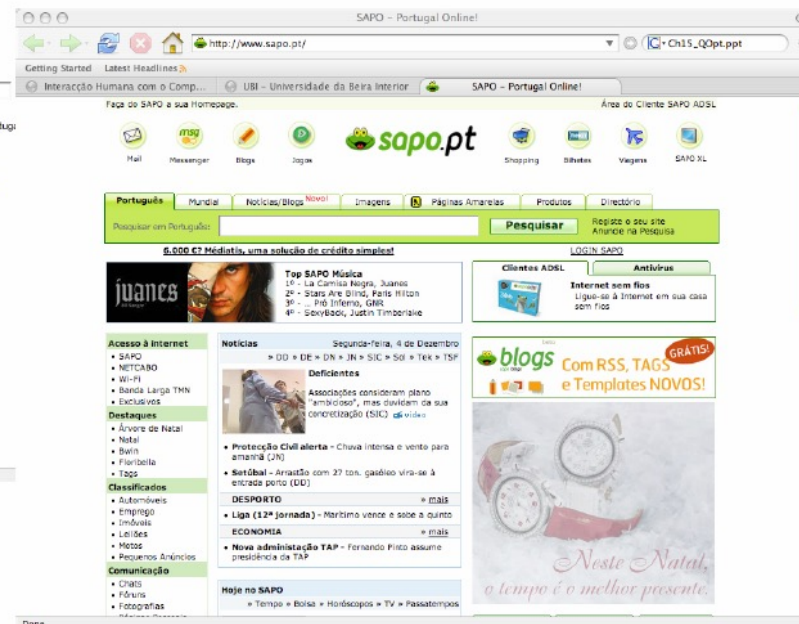 SAPO – Portugal Online!
http://www.sapo.pt/
Ch15_QOpt.ppt
Getting Started Latest Headlines
Interacção Humana com o Comp... UBI – Universidade da Beira Interior SAPO – Portugal Online!
Faça do SAPO a sua Homepage. Área do Cliente SAPO ADSL
msg
sapo.pt
Mail Messenger Blogs Jogos Shopping Bilhetes Viagens SAPO XL
Português Mundial Notícias/Blogs Novo! Imagens Páginas Amarelas Produtos Directório
Pesquisar em Português: Pesquisar Registe o seu site
Anuncie na Pesquisa
6.000 €? Médiatis, uma solução de crédito simples! LOGIN SAPO
juanes
Top SAPO Música
1º - La Camisa Negra, Juanes
2º - Stars Are Blind, Paris Hilton
3º - .. Pró Inferno, GNR
4º - SexyBack, Justin Timberlake
Clientes ADSL Antivírus
Internet sem fios
Ligue-se à Internet em sua casa
sem fios
Acesso à Internet
• SAPO
• NETCABO
• Wi-Fi
• Banda Larga TMN
• Exclusivos
Destaques
• Árvore de Natal
• Natal
• Bwin
• Floribella
• Tags
Classificados
• Automóveis
• Emprego
• Imóveis
• Leilões
• Motos
• Pequenos Anúncios
Comunicação
• Chats
• Fóruns
• Fotografias
Notícias Segunda-feira, 4 de Dezembro
» DD » DE » DN » JN » SIC » Sol » Tek » TSF
Deficientes
Associações consideram plano
"ambicioso", mas duvidam da sua
concretização (SIC) video
• Protecção Civil alerta - Chuva intensa e vento para
amanhã (JN)
• Setúbal - Arrastão com 27 ton. gasóleo vira-se à
entrada porto (DD)
DESPORTO » mais
• Liga (12ª jornada) - Marítimo vence e sobe a quinto
ECONOMIA » mais
• Nova administação TAP - Fernando Pinto assume
presidência da TAP
Hoje no SAPO
» Tempo » Bolsa » Horóscopos » TV » Passatempos
blogs
Com RSS, TAGS
e Templates NOVOS!
GRÁTIS!
Neste Natal,
o tempo é o melhor presente.